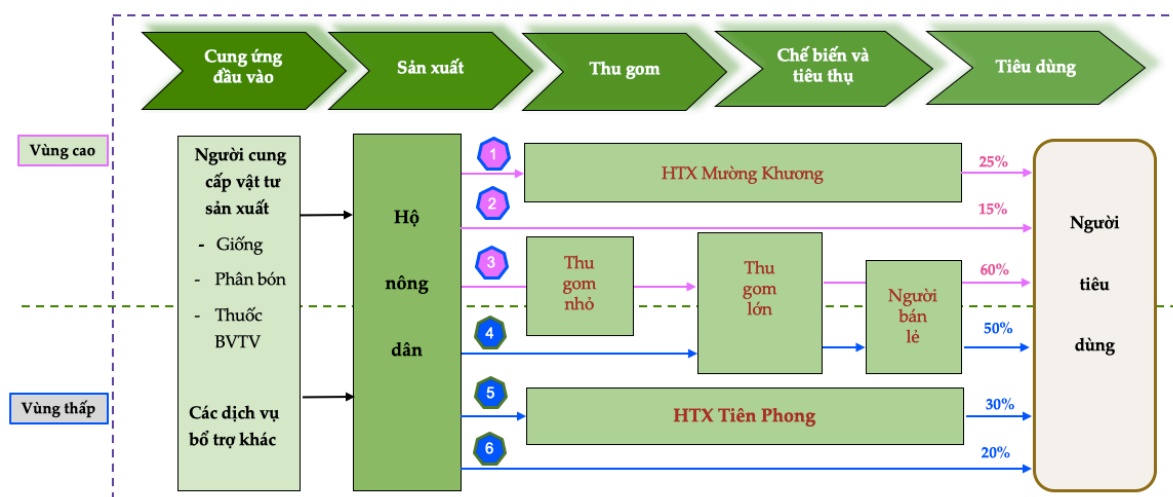 Cung ứng
đầu vào
Sản xuất
Thu gom
Chế biến và
tiêu thụ
Tiêu dùng
Vùng cao
Người cung
cấp vật tư
sản xuất
- Giống
- Phân bón
- Thuốc
BVTV
Các dịch vụ
bổ trợ khác
Vùng thấp
Hộ
nông
dân
1
HTX Mường Khương
25%
2
15%
3
Thu
gom
nhỏ
Thu
gom
lớn
Người
bán
lẻ
60%
4
50%
5
HTX Tiên Phong
30%
6
20%
Người
tiêu
dùng